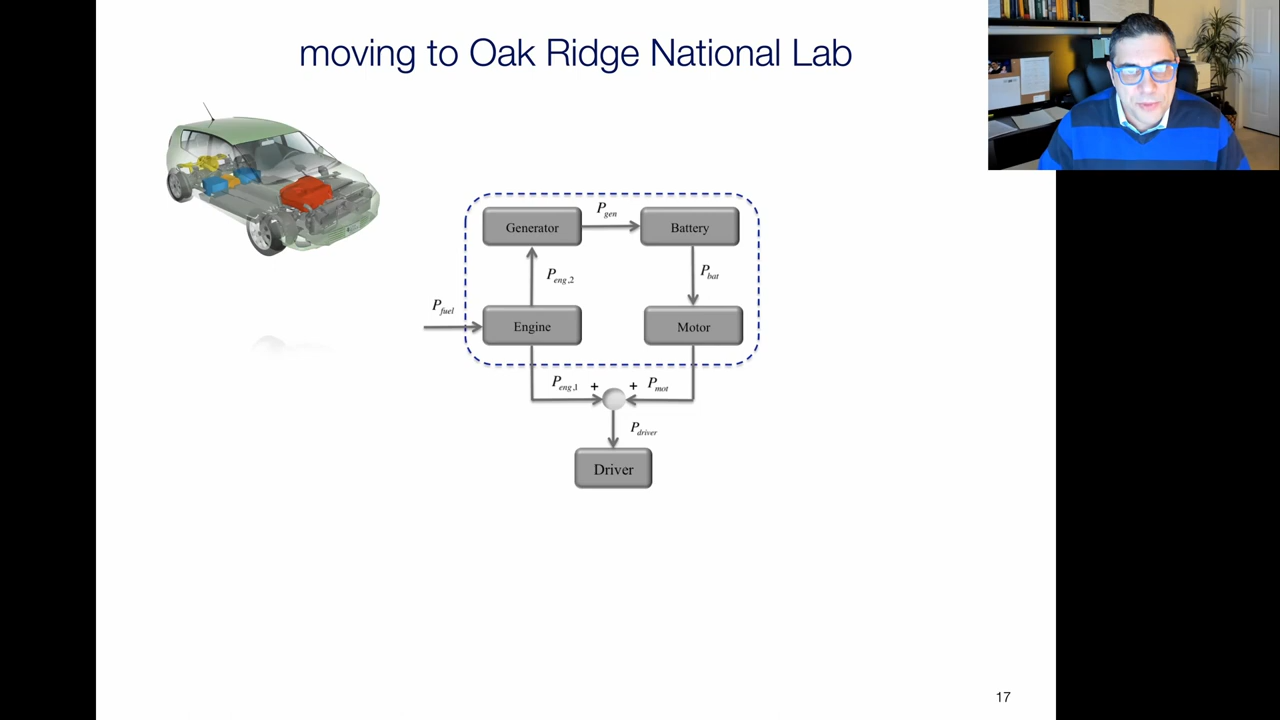 moving to Oak Ridge National Lab
P_gen
Generator
Battery
P_eng,2
P_bat
P_fuel
Engine
Motor
P_eng,1
+
+
P_mot
P_driver
Driver
17